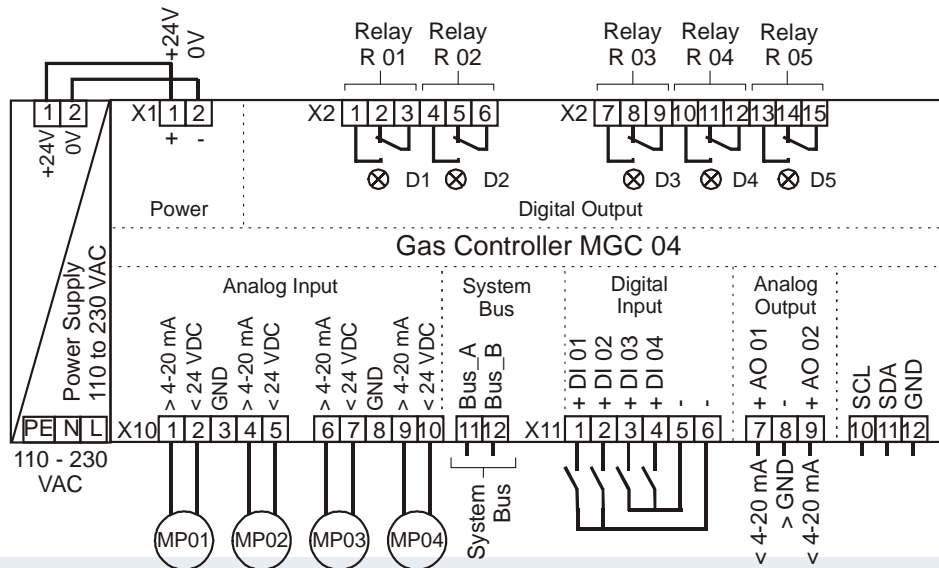 +24V
0V
Relay R 01
Relay R 02
Relay R 03
Relay R 04
Relay R 05
1 2
X1 1 2
X2 1 2 3 4 5 6
X2 7 8 9 10 11 12 13 14 15
+24V
0V
+ -
D1 D2
D3 D4 D5
Power
Digital Output
Gas Controller MGC 04
Power Supply
110 to 230 VAC
Analog Input
System Bus
Digital Input
Analog Output
> 4-20 mA
< 24 VDC
GND
> 4-20 mA
< 24 VDC
> 4-20 mA
< 24 VDC
GND
> 4-20 mA
< 24 VDC
Bus_A
Bus_B
+ DI 01
+ DI 02
+ DI 03
+ DI 04
-
-
+ AO 01
-
+ AO 02
SCL
SDA
GND
PE N L
X10 1 2 3 4 5
6 7 8 9 10 11 12
X11 1 2 3 4 5 6
7 8 9
10 11 12
110 - 230
VAC
MP01
MP02
MP03
MP04
System
Bus
< 4-20 mA
> GND
< 4-20 mA